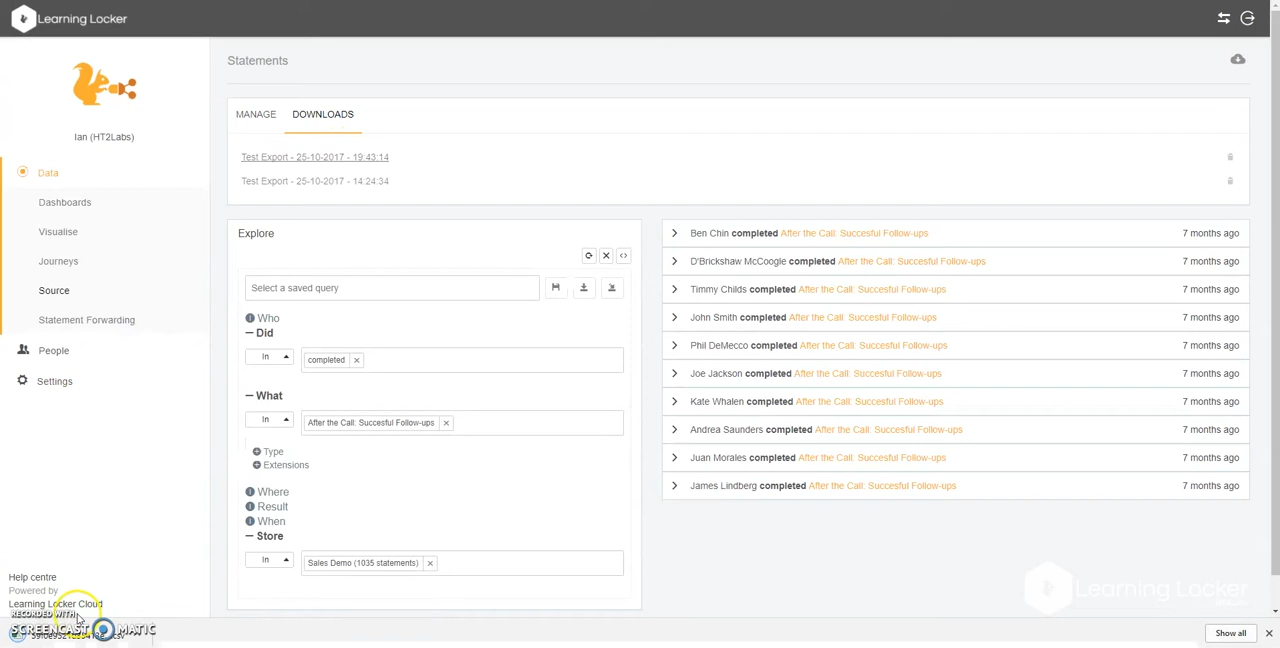 Learning Locker
Statements
Ian (HT2Labs)
Data
Dashboards
Visualise
Journeys
Source
Statement Forwarding
People
Settings
Help centre
Powered by
Learning Locker Cloud
MANAGE DOWNLOADS
Test Export - 25-10-2017 - 19:43:14
Test Export - 25-10-2017 - 14:24:34
Explore
Select a saved query
Who
Did
In completed
What
In After the Call: Succesful Follow-ups
Type
Extensions
Where
Result
When
Store
In Sales Demo (1035 statements)
Ben Chin completed After the Call: Succesful Follow-ups 7 months ago
D'Brickshaw McCoogle completed After the Call: Succesful Follow-ups 7 months ago
Timmy Childs completed After the Call: Succesful Follow-ups 7 months ago
John Smith completed After the Call: Succesful Follow-ups 7 months ago
Phil DeMecco completed After the Call: Succesful Follow-ups 7 months ago
Joe Jackson completed After the Call: Succesful Follow-ups 7 months ago
Kate Whalen completed After the Call: Succesful Follow-ups 7 months ago
Andrea Saunders completed After the Call: Succesful Follow-ups 7 months ago
Juan Morales completed After the Call: Succesful Follow-ups 7 months ago
James Lindberg completed After the Call: Succesful Follow-ups 7 months ago
Learning Locker
RECORDED WITH
SCREENCAST MATIC
Show all